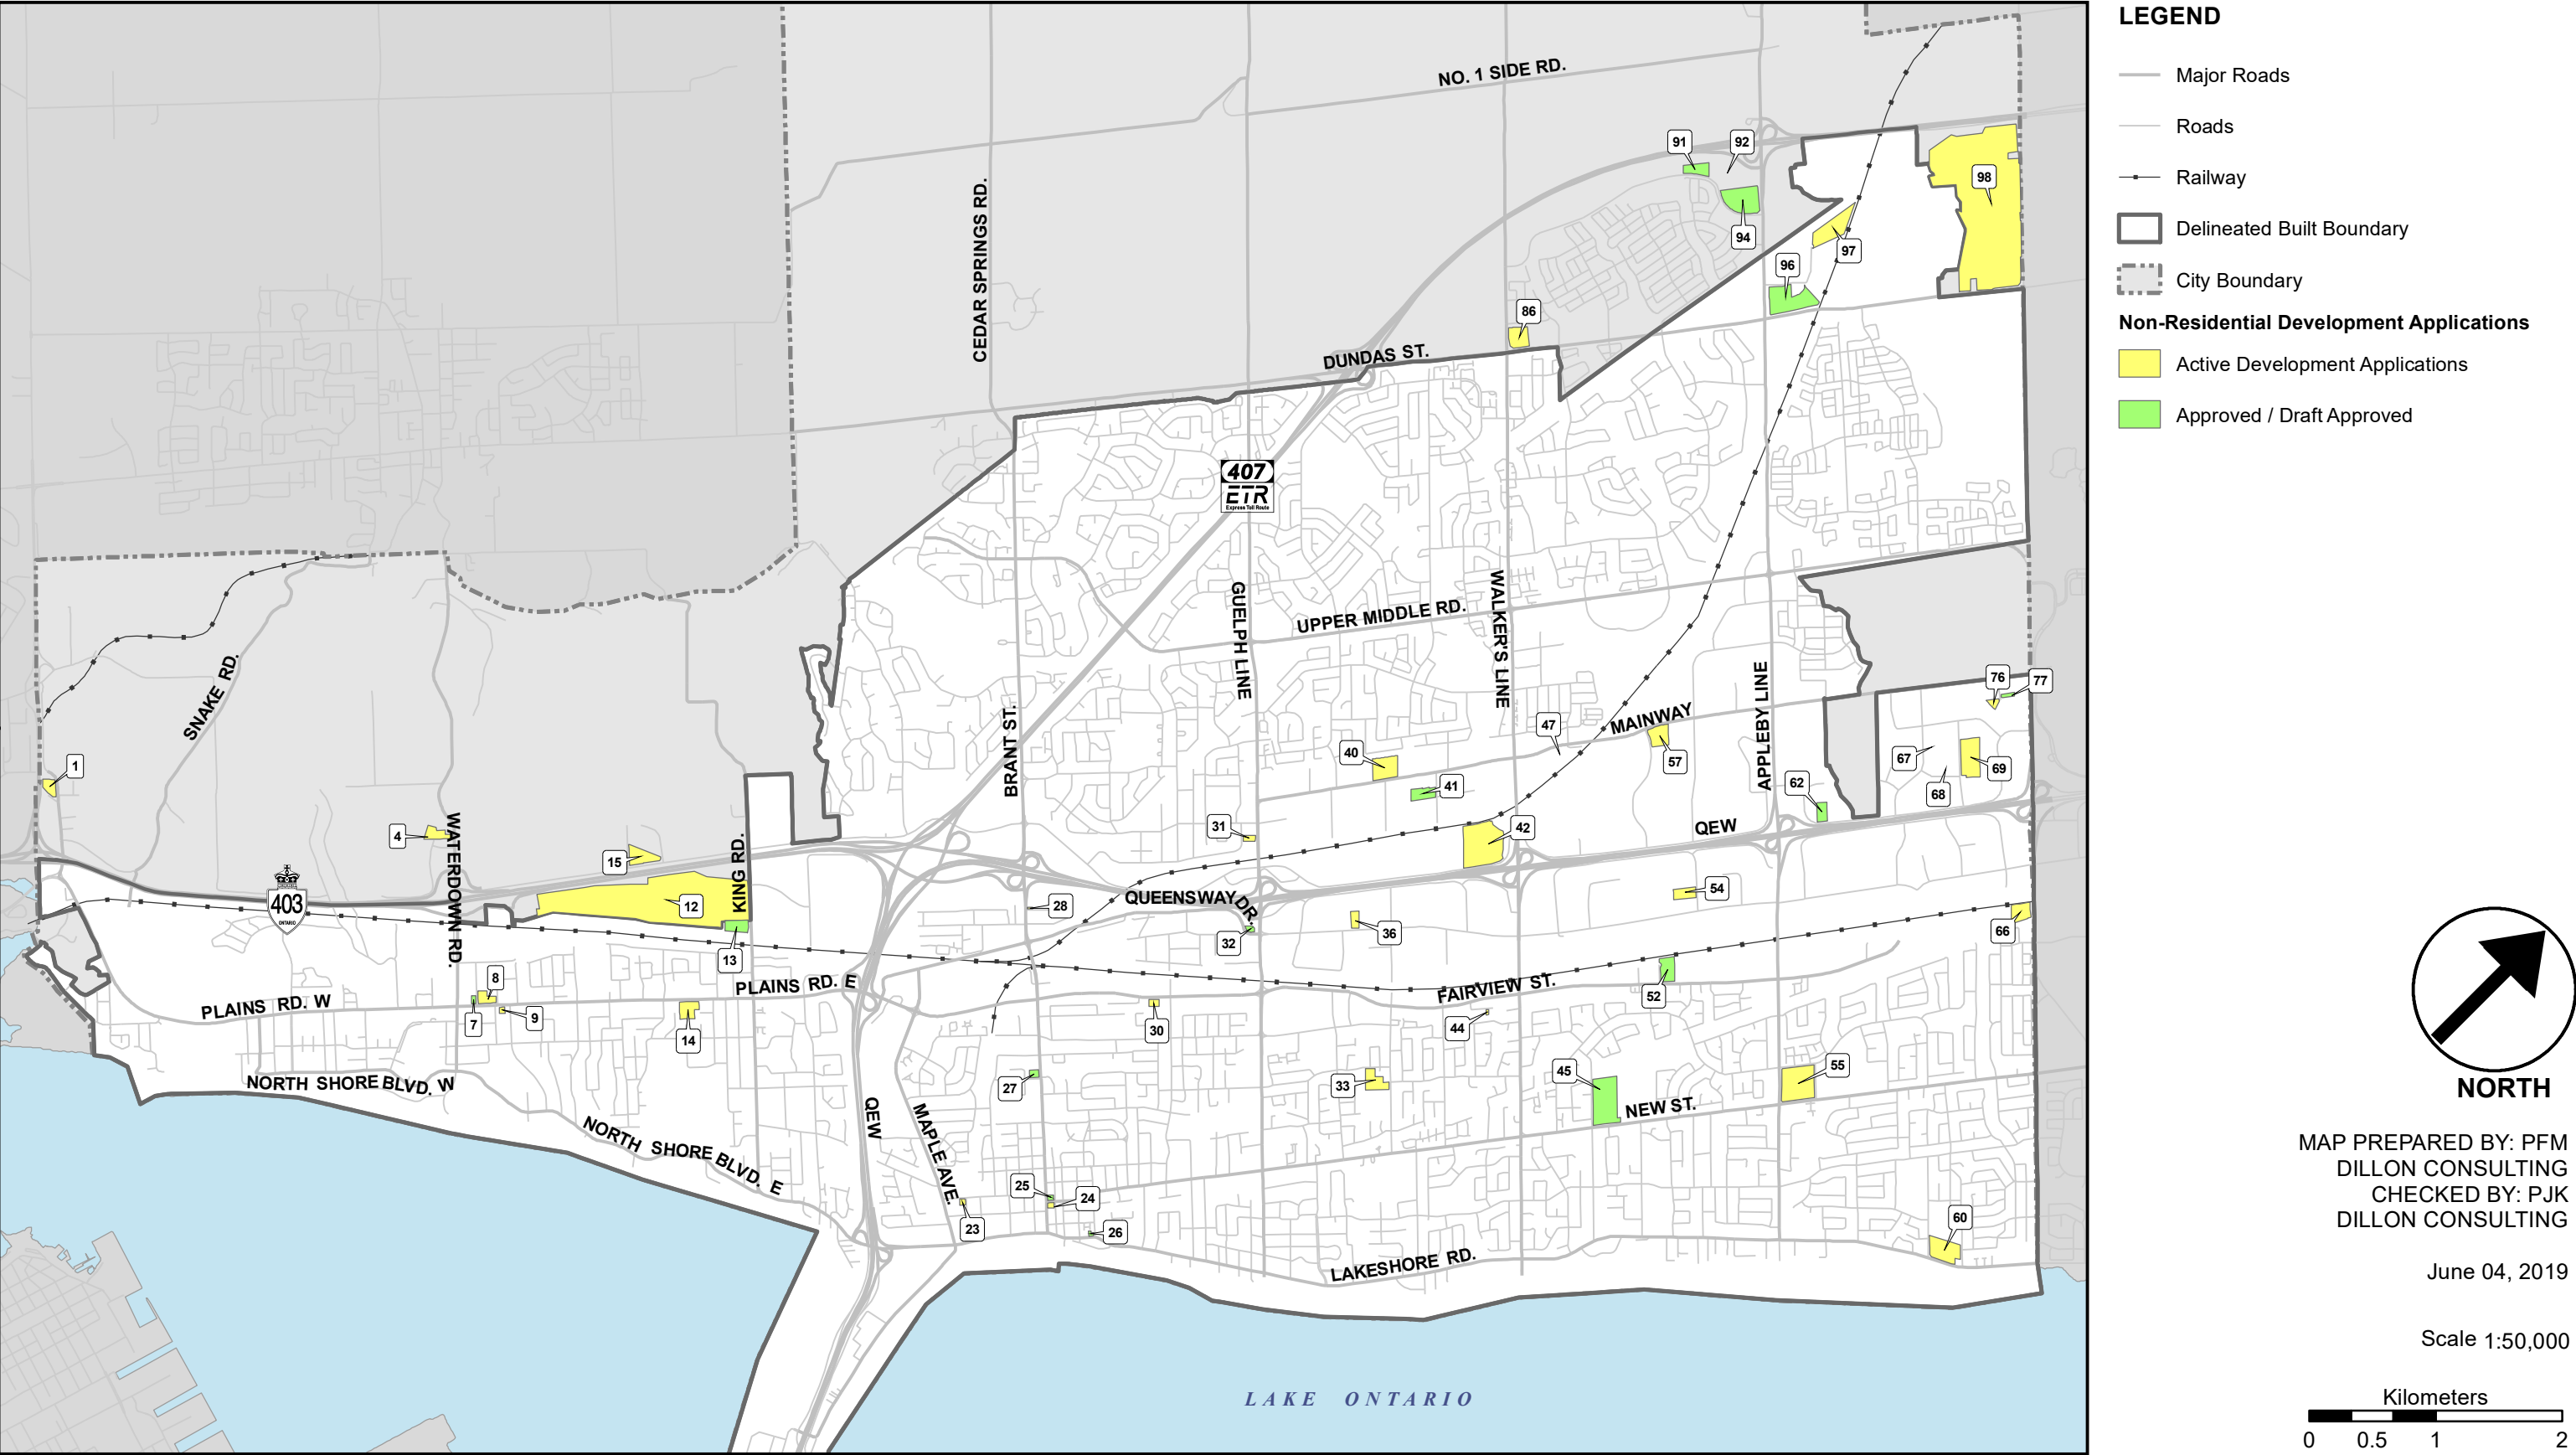 LEGEND
Major Roads
Roads
Railway
Delineated Built Boundary
City Boundary
Non-Residential Development Applications
Active Development Applications
Approved / Draft Approved
NO. 1 SIDE RD.
91
92
98
CEDAR SPRINGS RD.
94
97
96
86
DUNDAS ST.
407
ETR
Express Toll Route
GUELPH LINE
WALKER'S LINE
UPPER MIDDLE RD.
SNAKE RD.
BRANT ST.
APPLEBY LINE
76
77
47
MAINWAY
1
40
57
67
69
41
62
68
4
WATERDOWN RD.
31
42
QEW
15
KING RD.
403
ONTARIO
12
28
QUEENSWAY DR.
54
13
32
36
66
8
PLAINS RD. W
PLAINS RD. E
FAIRVIEW ST.
52
7
9
14
30
44
NORTH SHORE BLVD. W
27
33
45
55
NEW ST.
QEW
MAPLE AVE.
NORTH SHORE BLVD. E
25
24
23
26
60
LAKESHORE RD.
LAKE ONTARIO
NORTH
MAP PREPARED BY: PFM
DILLON CONSULTING
CHECKED BY: PJK
DILLON CONSULTING
June 04, 2019
Scale 1:50,000
Kilometers
0 0.5 1 2